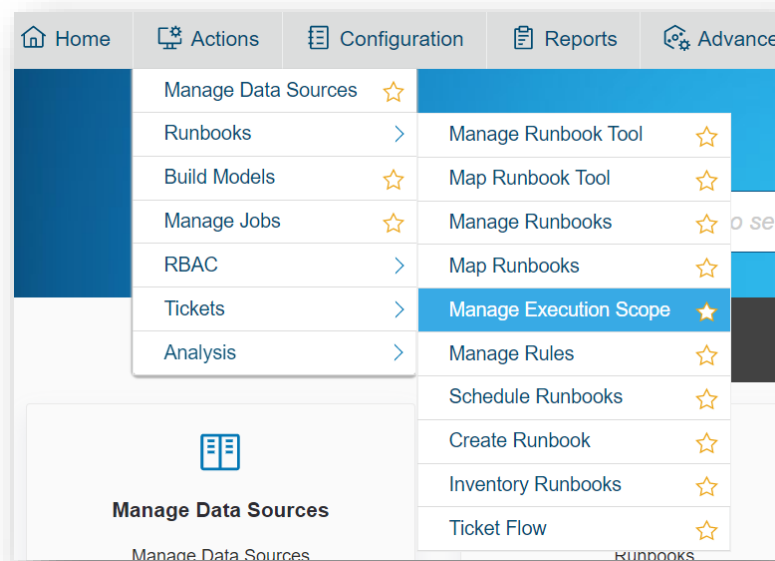 Home Actions Configuration Reports Advance
Manage Data Sources
Runbooks
Build Models
Manage Jobs
RBAC
Tickets
Analysis
Manage Runbook Tool
Map Runbook Tool
Manage Runbooks
Map Runbooks
Manage Execution Scope
Manage Rules
Schedule Runbooks
Create Runbook
Inventory Runbooks
Ticket Flow
o se
Manage Data Sources
Manage Data Sources
Runbooks